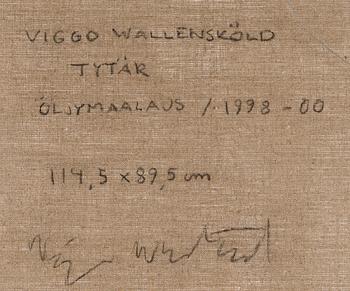 VIGGO WALLENSKÖLD
TYTÄR
ÖLJYMAALAUS / 1998 - 00
114,5 x 89,5 cm